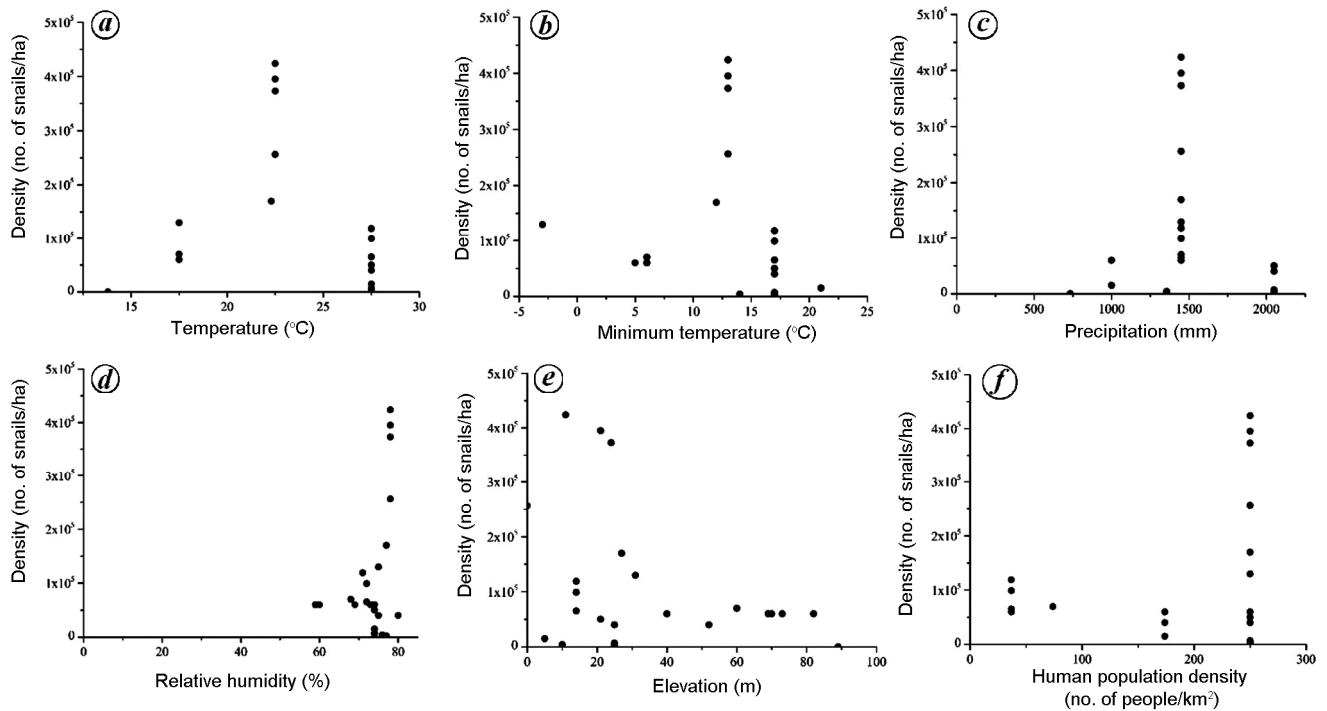 a
Density (no. of snails/ha)
5x10⁵
4x10⁵
3x10⁵
2x10⁵
1x10⁵
0
15 20 25 30
Temperature (°C)
b
Density (no. of snails/ha)
5x10⁵
4x10⁵
3x10⁵
2x10⁵
1x10⁵
0
-5 0 5 10 15 20 25
Minimum temperature (°C)
c
Density (no. of snails/ha)
5x10⁵
4x10⁵
3x10⁵
2x10⁵
1x10⁵
0
0 500 1000 1500 2000
Precipitation (mm)
d
Density (no. of snails/ha)
5x10⁵
4x10⁵
3x10⁵
2x10⁵
1x10⁵
0
0 20 40 60 80
Relative humidity (%)
e
Density (no. of snails/ha)
5x10⁵
4x10⁵
3x10⁵
2x10⁵
1x10⁵
0
0 20 40 60 80 100
Elevation (m)
f
Density (no. of snails/ha)
5x10⁵
4x10⁵
3x10⁵
2x10⁵
1x10⁵
0
0 100 200 300
Human population density
(no. of people/km²)